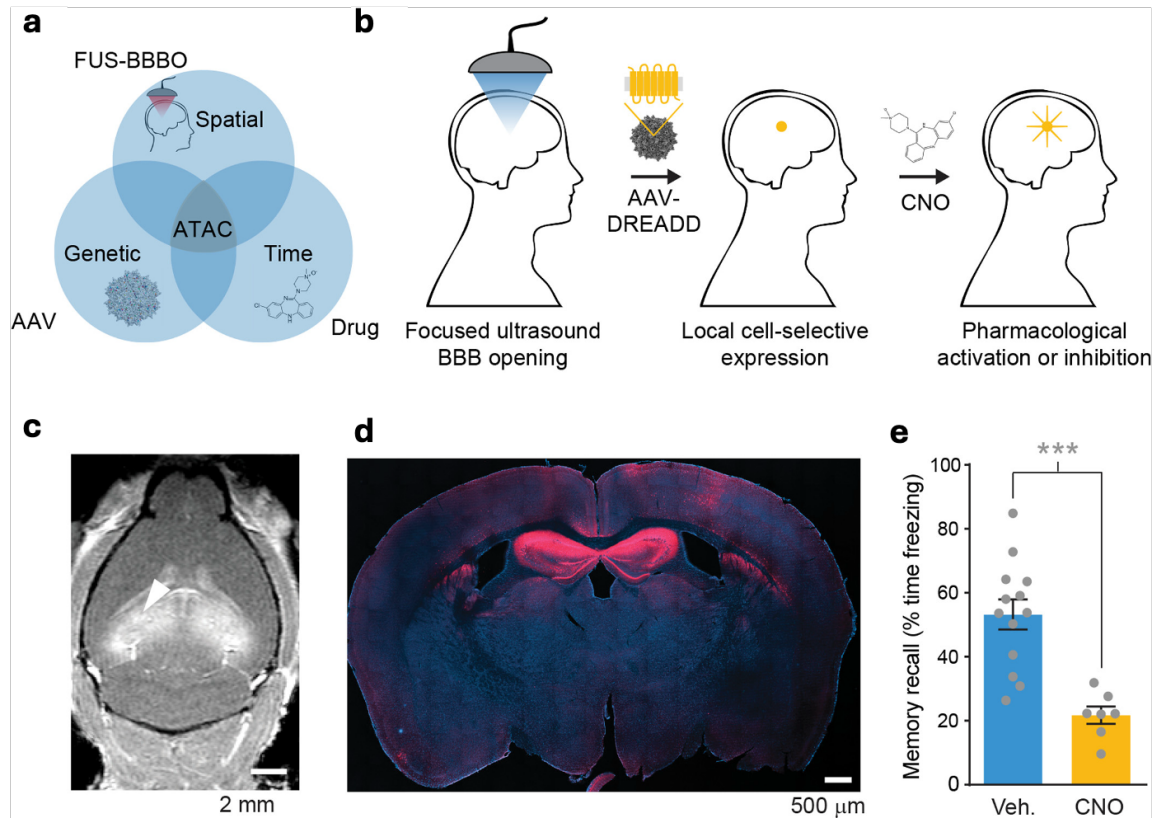 a
FUS-BBBO
Spatial
ATAC
Genetic
Time
AAV
Drug
b
AAV-
DREADD
CNO
Focused ultrasound
BBB opening
Local cell-selective
expression
Pharmacological
activation or inhibition
c
2 mm
d
500 μm
e
***
Memory recall (% time freezing)
100
80
60
40
20
0
Veh.
CNO